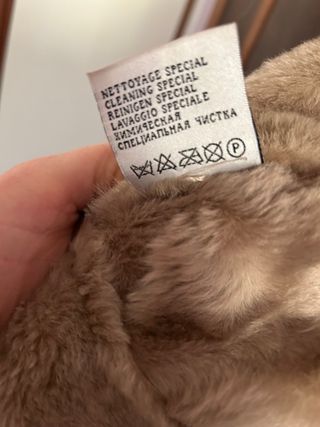 NETTOYAGE SPECIAL
CLEANING SPECIAL
REINIGEN SPECIAL
LAVAGGIO SPECIALE
ХИМИЧЕСКАЯ
СПЕЦИАЛЬНАЯ ЧИСТКА
P